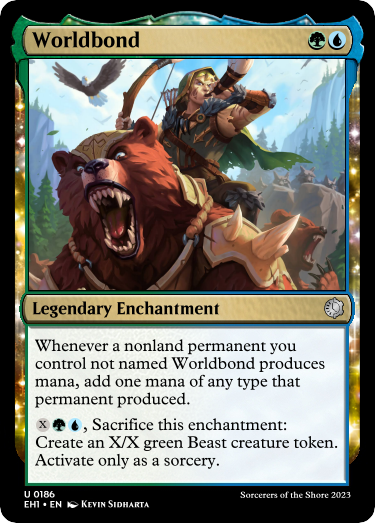 Worldbond
Legendary Enchantment
Whenever a nonland permanent you
control not named Worldbond produces
mana, add one mana of any type that
permanent produced.
X, Sacrifice this enchantment:
Create an X/X green Beast creature token.
Activate only as a sorcery.
U 0186
EH1 • EN Kevin Sidharta
Sorcerers of the Shore 2023